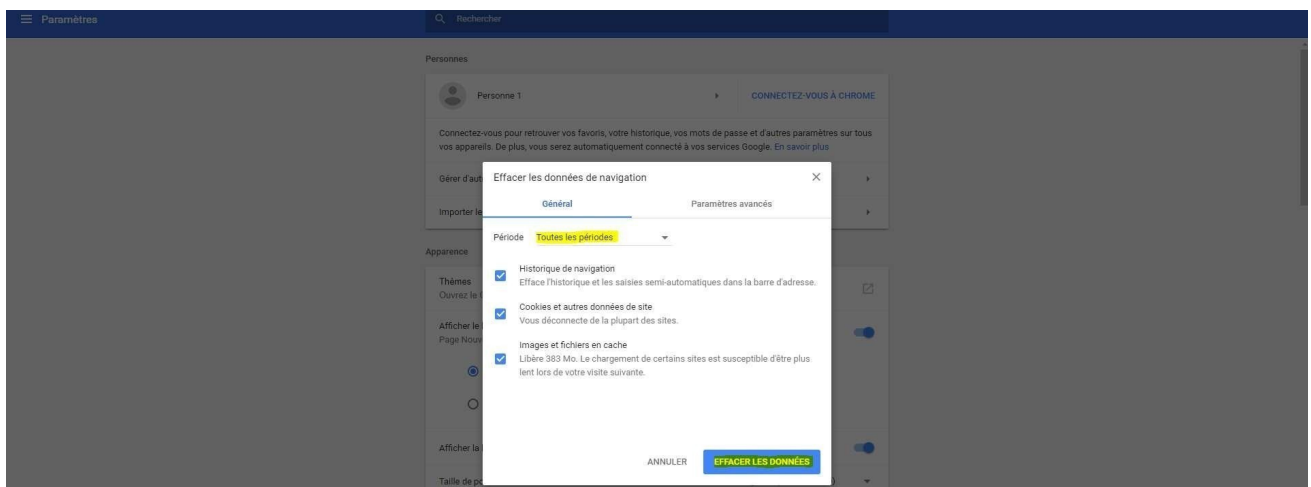 Paramètres
Rechercher
Personnes
Personne 1
CONNECTEZ-VOUS À CHROME
Connectez-vous pour retrouver vos favoris, votre historique, vos mots de passe et d'autres paramètres sur tous
vos appareils. De plus, vous serez automatiquement connecté à vos services Google. En savoir plus
Gérer d'aut
Importer le
Apparence
Thèmes
Ouvrez le
Afficher le
Page Nouv
Afficher la
Taille de po
Effacer les données de navigation
Général
Paramètres avancés
Période Toutes les périodes
Historique de navigation
Efface l'historique et les saisies semi-automatiques dans la barre d'adresse.
Cookies et autres données de site
Vous déconnecte de la plupart des sites.
Images et fichiers en cache
Libère 383 Mo. Le chargement de certains sites est susceptible d'être plus
lent lors de votre visite suivante.
ANNULER
EFFACER LES DONNÉES